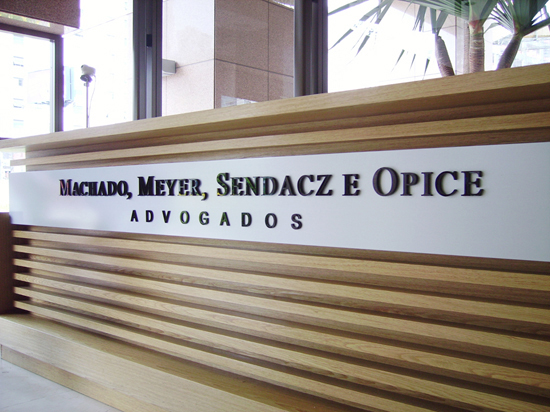 MACHADO, MEYER, SENDACZ E OPICE
ADVOGADOS